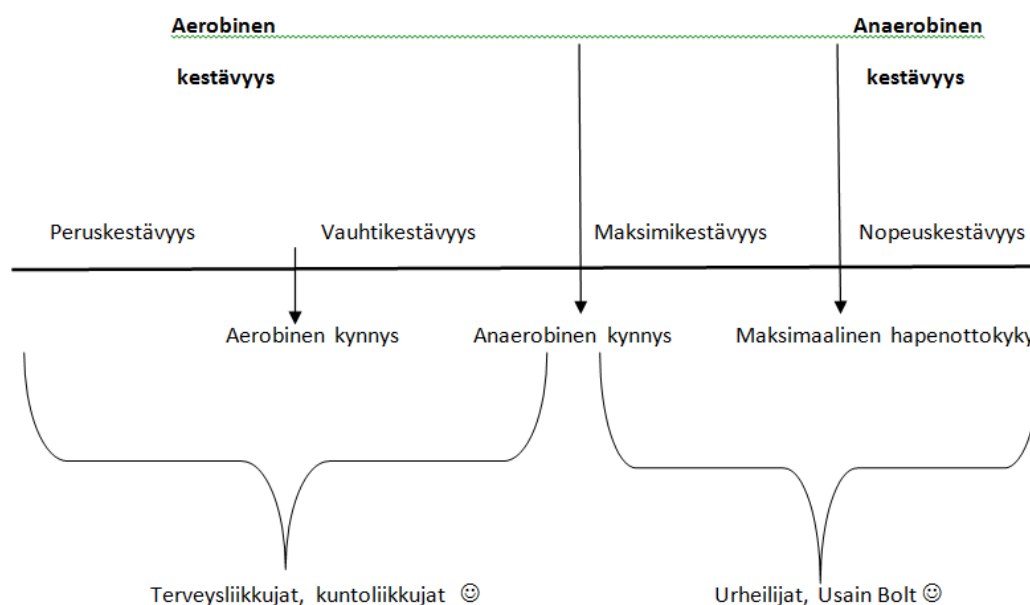 Aerobinen Anaerobinen
kestävyys kestävyys
Peruskestävyys Vauhtikestävyys Maksimikestävyys Nopeuskestävyys
Aerobinen kynnys Anaerobinen kynnys Maksimaalinen hapenottokyky
Terveysliikkujat, kuntoliikkujat ☺ Urheilijat, Usain Bolt ☺